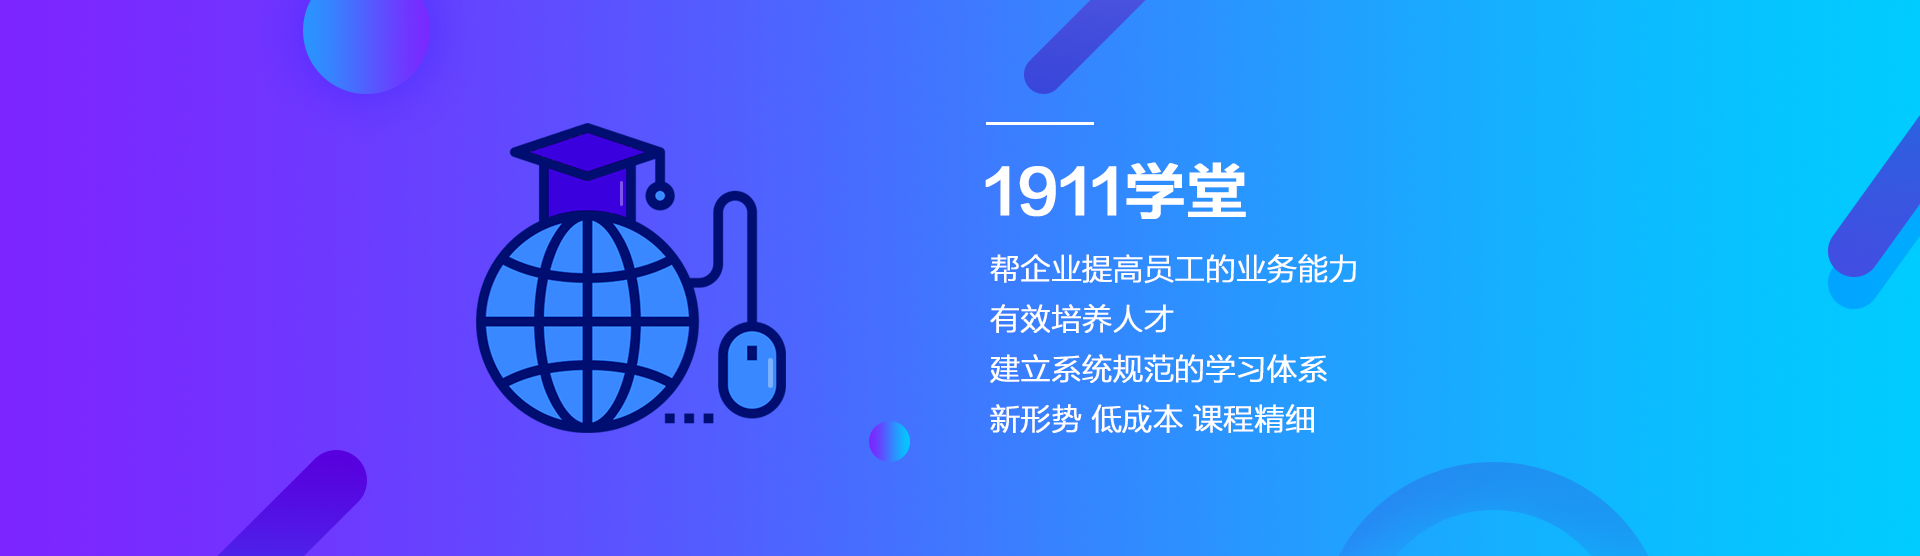 1911学堂
帮企业提高员工的业务能力
有效培养人才
建立系统规范的学习体系
新形势 低成本 课程精细